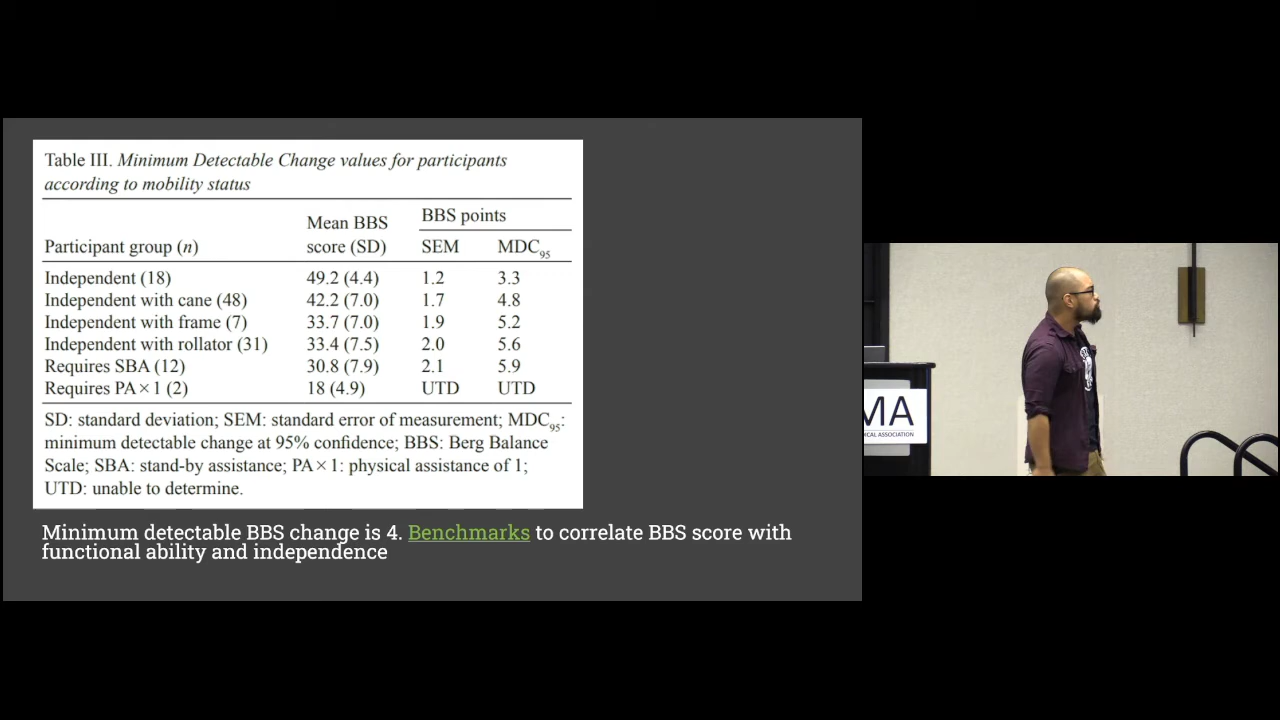 Table III. Minimum Detectable Change values for participants
according to mobility status
BBS points
Mean BBS
Participant group (n) score (SD) SEM MDC95
Independent (18) 49.2 (4.4) 1.2 3.3
Independent with cane (48) 42.2 (7.0) 1.7 4.8
Independent with frame (7) 33.7 (7.0) 1.9 5.2
Independent with rollator (31) 33.4 (7.5) 2.0 5.6
Requires SBA (12) 30.8 (7.9) 2.1 5.9
Requires PA×1 (2) 18 (4.9) UTD UTD
SD: standard deviation; SEM: standard error of measurement; MDC95:
minimum detectable change at 95% confidence; BBS: Berg Balance
Scale; SBA: stand-by assistance; PA×1: physical assistance of 1;
UTD: unable to determine.
Minimum detectable BBS change is 4. Benchmarks to correlate BBS score with
functional ability and independence
MA
ICAL ASSOCIATION